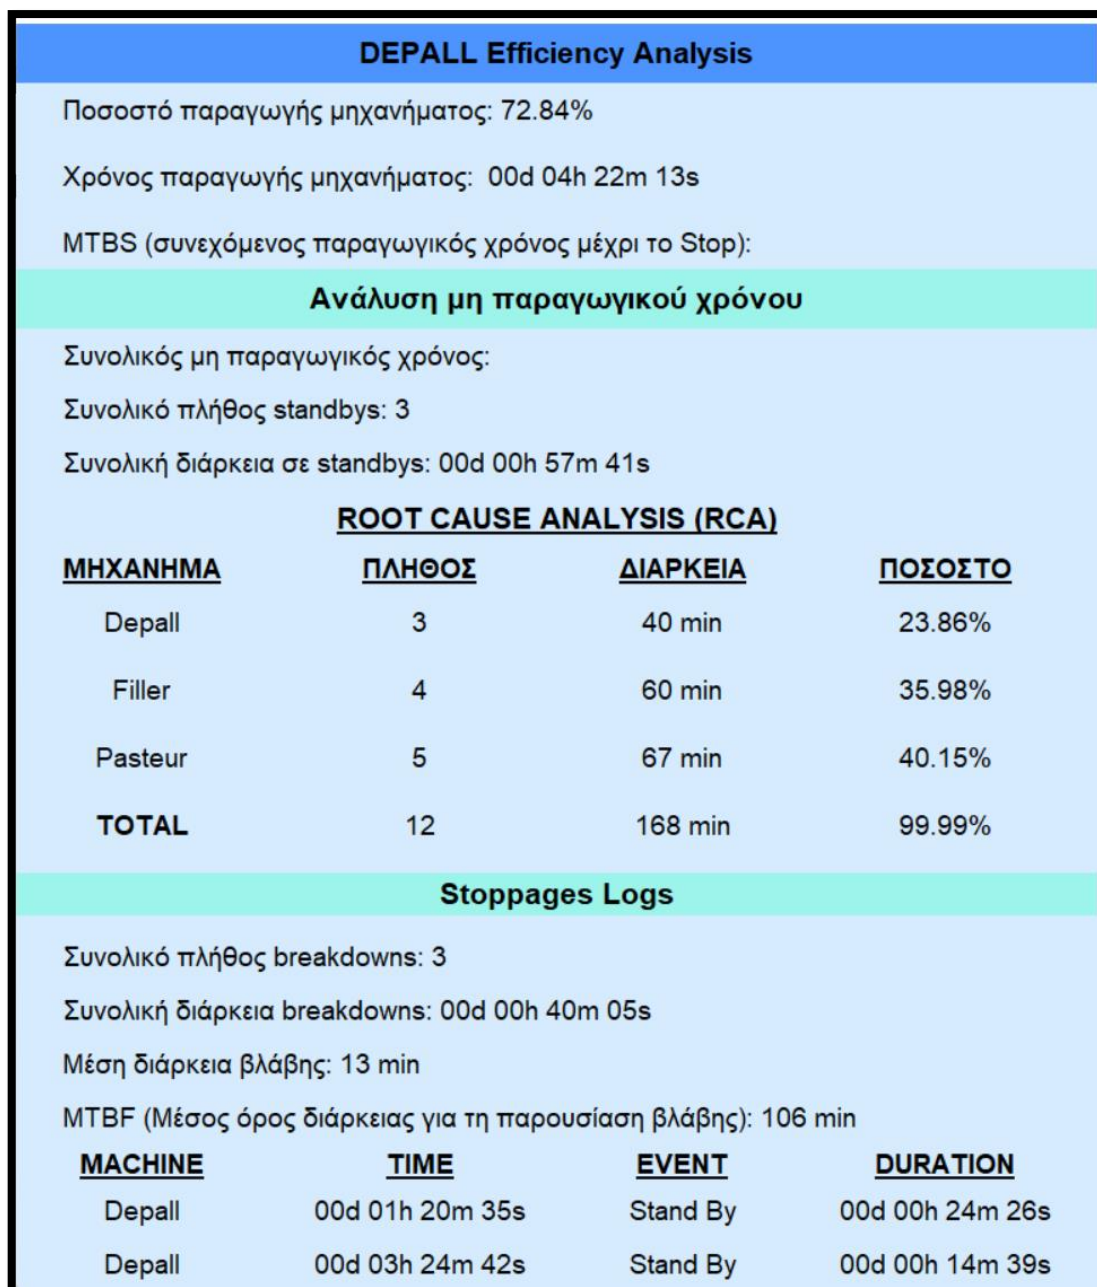 DEPALL Efficiency Analysis
Ποσοστό παραγωγής μηχανήματος: 72.84%
Χρόνος παραγωγής μηχανήματος: 00d 04h 22m 13s
MTBS (συνεχόμενος παραγωγικός χρόνος μέχρι το Stop):
Ανάλυση μη παραγωγικού χρόνου
Συνολικός μη παραγωγικός χρόνος:
Συνολικό πλήθος standbys: 3
Συνολική διάρκεια σε standbys: 00d 00h 57m 41s
ROOT CAUSE ANALYSIS (RCA)
ΜΗΧΑΝΗΜΑ ΠΛΗΘΟΣ ΔΙΑΡΚΕΙΑ ΠΟΣΟΣΤΟ
Depall 3 40 min 23.86%
Filler 4 60 min 35.98%
Pasteur 5 67 min 40.15%
TOTAL 12 168 min 99.99%
Stoppages Logs
Συνολικό πλήθος breakdowns: 3
Συνολική διάρκεια breakdowns: 00d 00h 40m 05s
Μέση διάρκεια βλάβης: 13 min
MTBF (Μέσος όρος διάρκειας για τη παρουσίαση βλάβης): 106 min
MACHINE TIME EVENT DURATION
Depall 00d 01h 20m 35s Stand By 00d 00h 24m 26s
Depall 00d 03h 24m 42s Stand By 00d 00h 14m 39s